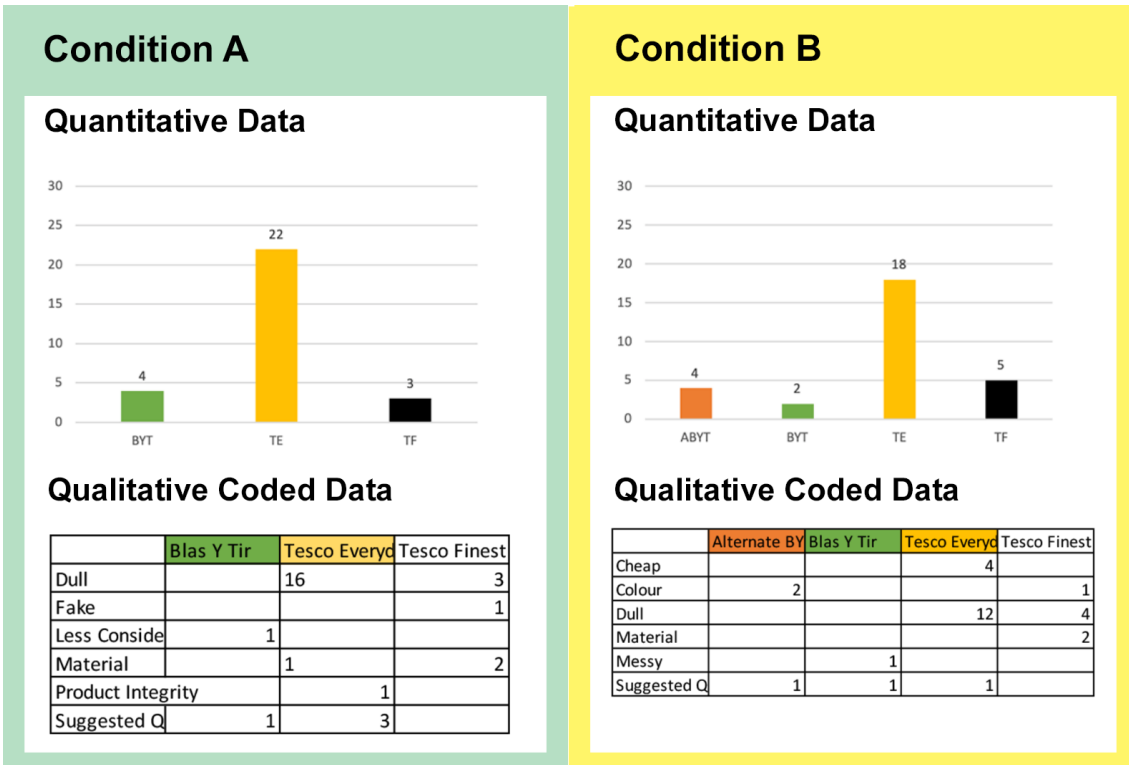 Condition A
Quantitative Data
30
25
20
15
10
5
0
4
22
3
BYT TE TF
Qualitative Coded Data
Blas Y Tir Tesco Everyd Tesco Finest
Dull 16 3
Fake 1
Less Conside 1
Material 1 2
Product Integrity 1
Suggested Q 1 3
Condition B
Quantitative Data
30
25
20
15
10
5
0
4
2
18
5
ABYT BYT TE TF
Qualitative Coded Data
Alternate BY Blas Y Tir Tesco Everyd Tesco Finest
Cheap 4
Colour 2 1
Dull 12 4
Material 2
Messy 1
Suggested Q 1 1 1